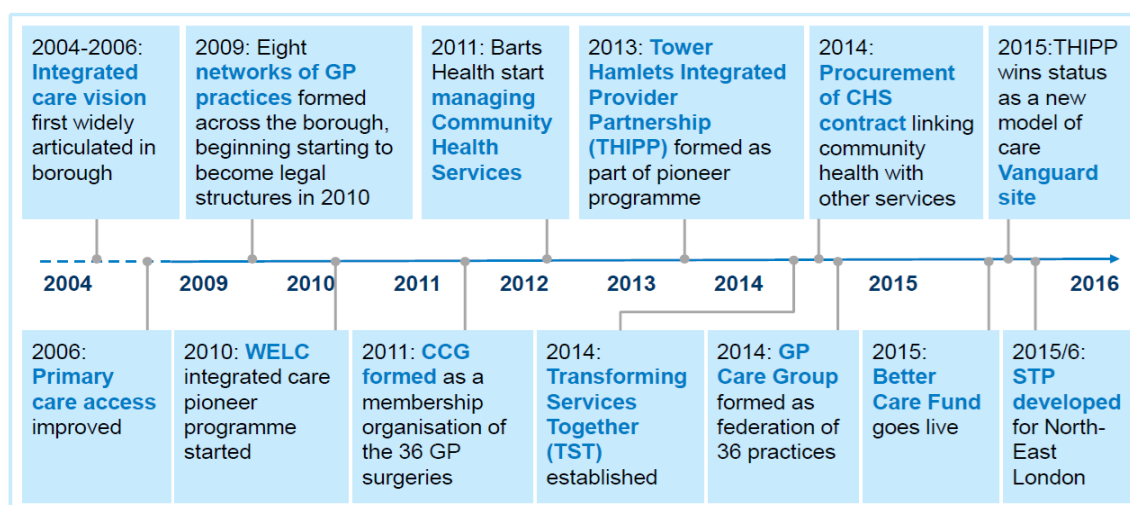 2004-2006:
Integrated
care vision
first widely
articulated in
borough
2009: Eight
networks of GP
practices formed
across the borough,
beginning starting to
become legal
structures in 2010
2011: Barts
Health start
managing
Community
Health
Services
2013: Tower
Hamlets Integrated
Provider
Partnership
(THIPP) formed as
part of pioneer
programme
2014:
Procurement
of CHS
contract linking
community
health with
other services
2015:THIPP
wins status
as a new
model of
care
Vanguard
site
2004 2009 2010 2011 2012 2013 2014 2015 2016
2006:
Primary
care access
improved
2010: WELC
integrated care
pioneer
programme
started
2011: CCG
formed as a
membership
organisation of
the 36 GP
surgeries
2014:
Transforming
Services
Together
(TST)
established
2014: GP
Care Group
formed as
federation of
36 practices
2015:
Better
Care Fund
goes live
2015/6:
STP
developed
for North-
East
London